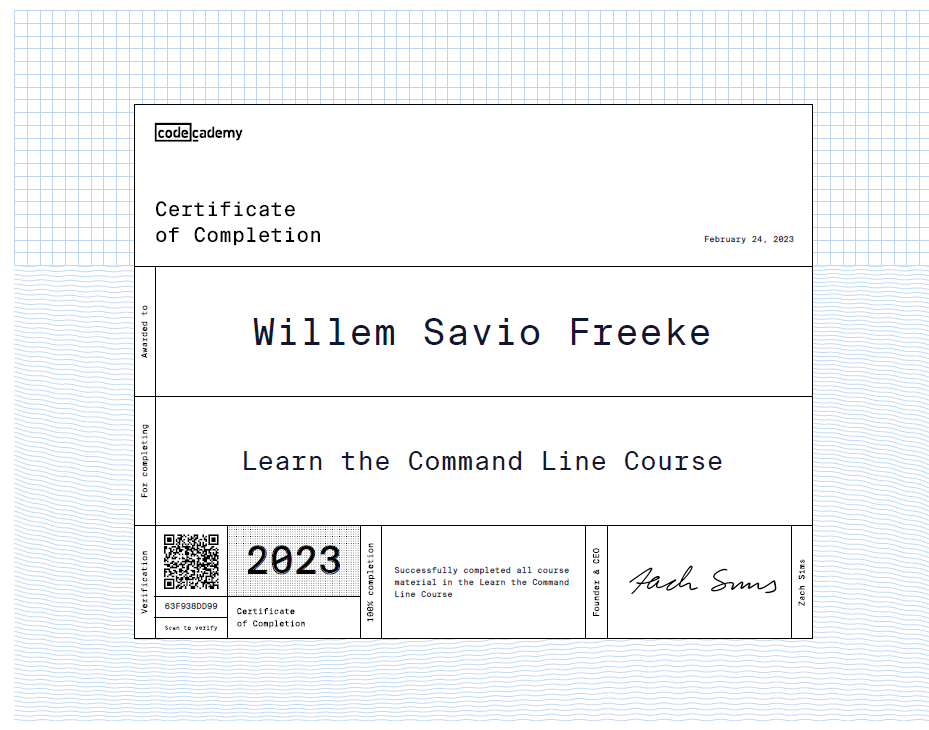 codecademy
Certificate
of Completion
February 24, 2023
Awarded to
Willem Savio Freeke
For completing
Learn the Command Line Course
Verification
63F938DD99
Scan to verify
2023
Certificate
of Completion
100% completion
Successfully completed all course
material in the Learn the Command
Line Course
Founder & CEO
Zach Sims
Zach Sims